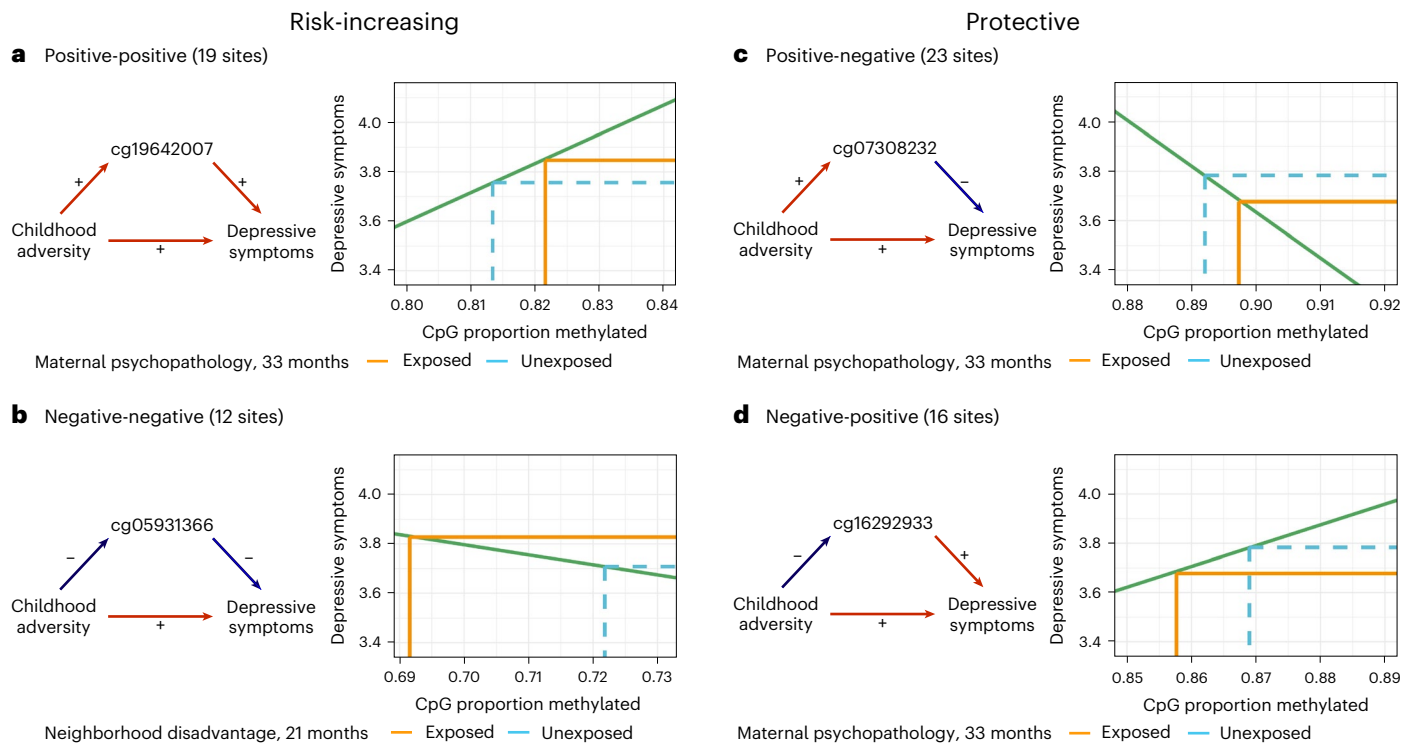 Risk-increasing
a Positive-positive (19 sites)
cg19642007
+
+
Childhood
adversity
+
Depressive
symptoms
Depressive symptoms
4.0
3.8
3.6
3.4
0.80 0.81 0.82 0.83 0.84
CpG proportion methylated
Maternal psychopathology, 33 months Exposed Unexposed
b Negative-negative (12 sites)
cg05931366
–
–
Childhood
adversity
+
Depressive
symptoms
Depressive symptoms
4.0
3.8
3.6
3.4
0.69 0.70 0.71 0.72 0.73
CpG proportion methylated
Neighborhood disadvantage, 21 months Exposed Unexposed
Protective
c Positive-negative (23 sites)
cg07308232
+
–
Childhood
adversity
+
Depressive
symptoms
Depressive symptoms
4.0
3.8
3.6
3.4
0.88 0.89 0.90 0.91 0.92
CpG proportion methylated
Maternal psychopathology, 33 months Exposed Unexposed
d Negative-positive (16 sites)
cg16292933
–
+
Childhood
adversity
+
Depressive
symptoms
Depressive symptoms
4.0
3.8
3.6
3.4
0.85 0.86 0.87 0.88 0.89
CpG proportion methylated
Maternal psychopathology, 33 months Exposed Unexposed